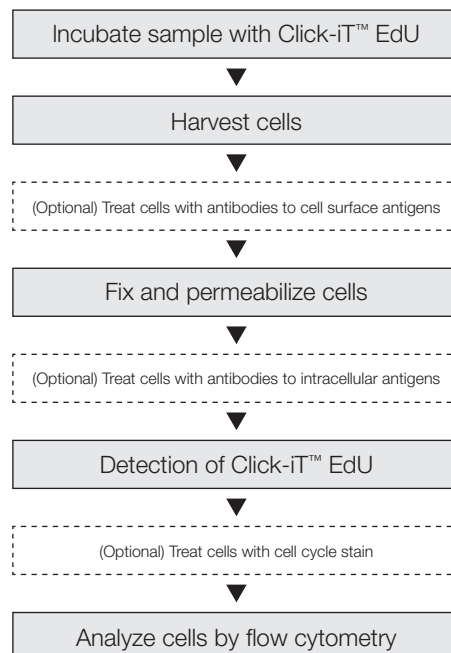 Incubate sample with Click-iT™ EdU
Harvest cells
(Optional) Treat cells with antibodies to cell surface antigens
Fix and permeabilize cells
(Optional) Treat cells with antibodies to intracellular antigens
Detection of Click-iT™ EdU
(Optional) Treat cells with cell cycle stain
Analyze cells by flow cytometry